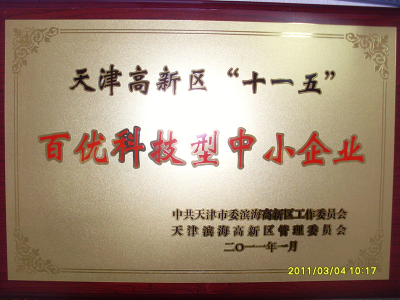 天津高新区“十一五”
百优科技型中小企业
中共天津市委滨海高新区工作委员会
天津滨海高新区管理委员会
二〇一一年一月
2011/03/04 10:17